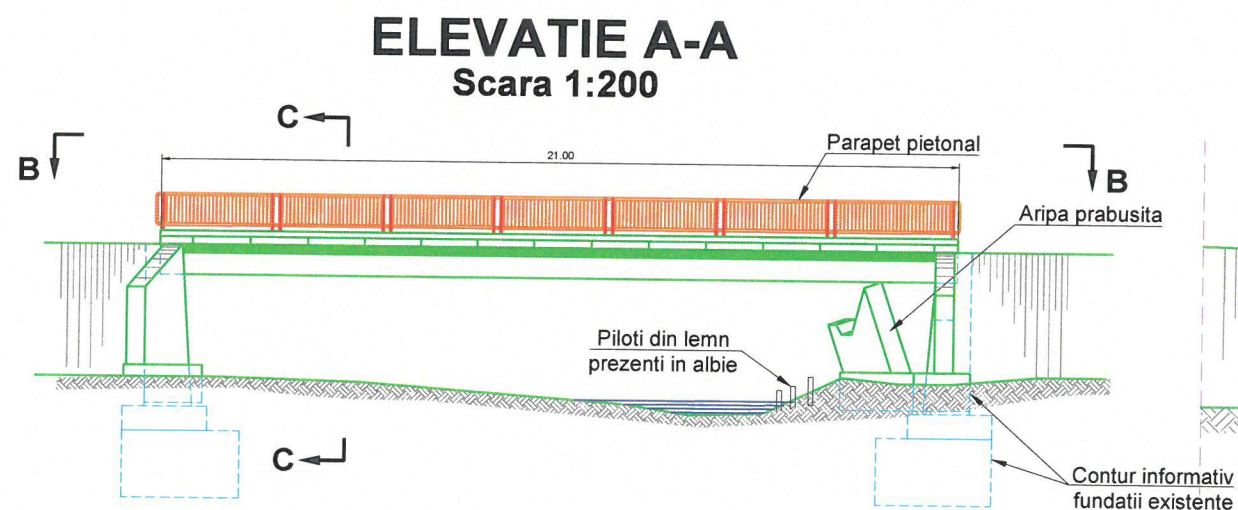 ELEVATIE A-A
Scara 1:200
C
B
21.00
Parapet pietonal
B
Aripa prabusita
Piloti din lemn
prezenti in albie
C
Contur informativ
fundatii existente